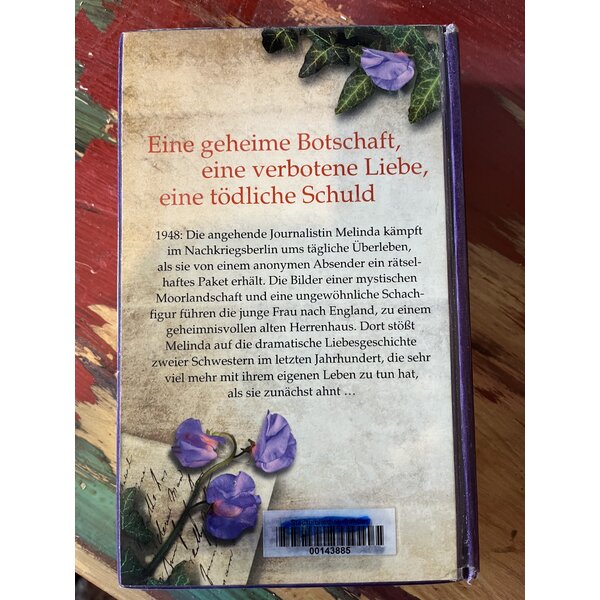 Eine geheime Botschaft,
eine verbotene Liebe,
eine tödliche Schuld
1948: Die angehende Journalistin Melinda kämpft
im Nachkriegsberlin ums tägliche Überleben,
als sie von einem anonymen Absender ein rätsel-
haftes Paket erhält. Die Bilder einer mystischen
Moorlandschaft und eine ungewöhnliche Schach-
figur führen die junge Frau nach England, zu einem
geheimnisvollen alten Herrenhaus. Dort stößt
Melinda auf die dramatische Liebesgeschichte
zweier Schwestern im letzten Jahrhundert, die sehr
viel mehr mit ihrem eigenen Leben zu tun hat,
als sie zunächst ahnt ...
00143885